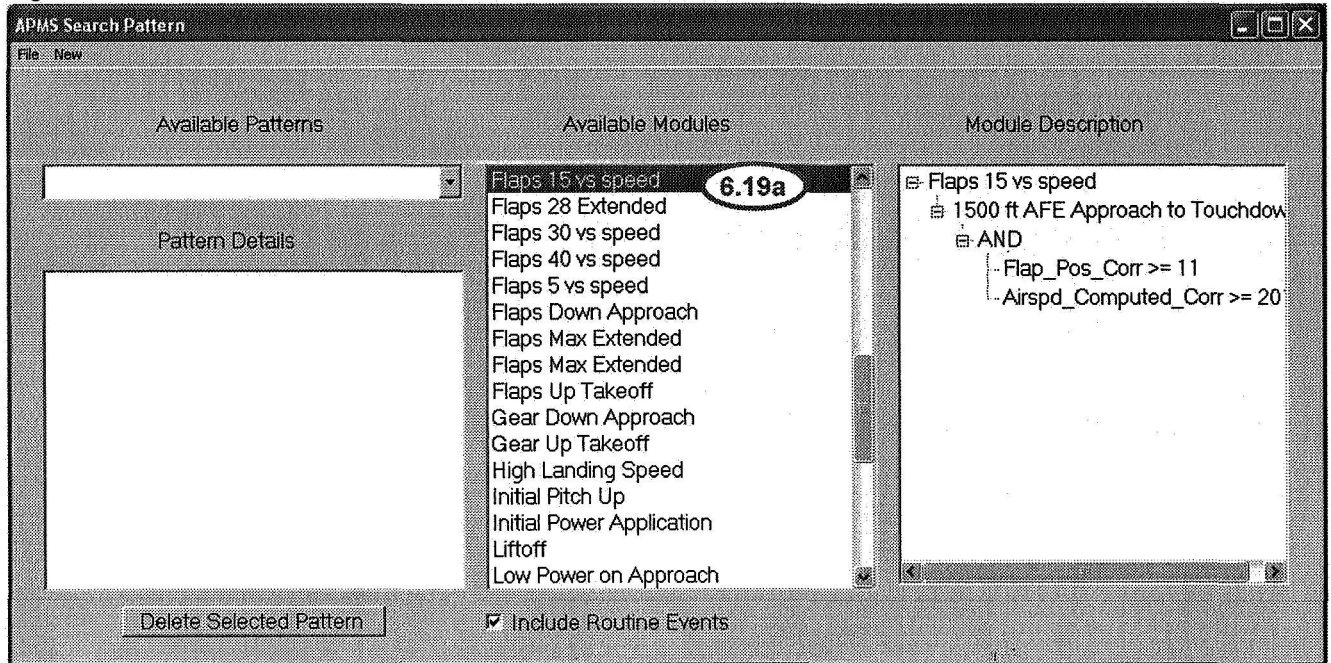 APMS Search Pattern
File New
Available Patterns
Pattern Details
Delete Selected Pattern
Available Modules
Flaps 15 vs speed
6.19a
Flaps 28 Extended
Flaps 30 vs speed
Flaps 40 vs speed
Flaps 5 vs speed
Flaps Down Approach
Flaps Max Extended
Flaps Max Extended
Flaps Up Takeoff
Gear Down Approach
Gear Up Takeoff
High Landing Speed
Initial Pitch Up
Initial Power Application
Liftoff
Low Power on Approach
Include Routine Events
Module Description
Flaps 15 vs speed
1500 ft AFE Approach to Touchdow
AND
Flap_Pos_Corr >= 11
Airspd_Computed_Corr >= 20